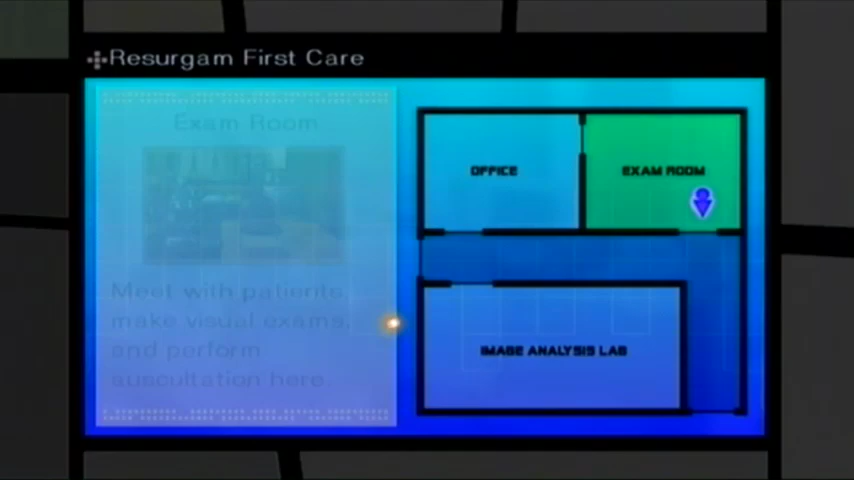 Resurgam First Care
Exam Room
Meet with patients,
make visual exams,
and perform
auscultation here.
OFFICE
EXAM ROOM
IMAGE ANALYSIS LAB